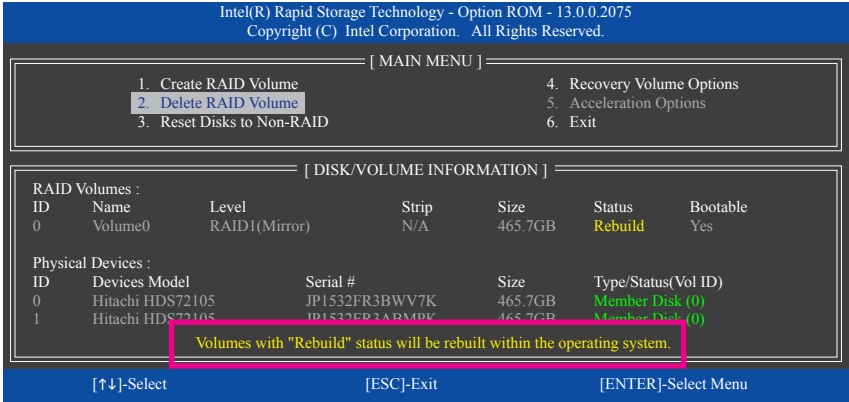 Intel(R) Rapid Storage Technology - Option ROM - 13.0.0.2075
Copyright (C) Intel Corporation. All Rights Reserved.
[ MAIN MENU ]
1. Create RAID Volume 4. Recovery Volume Options
2. Delete RAID Volume 5. Acceleration Options
3. Reset Disks to Non-RAID 6. Exit
[ DISK/VOLUME INFORMATION ]
RAID Volumes :
ID Name Level Strip Size Status Bootable
0 Volume0 RAID1(Mirror) N/A 465.7GB Rebuild Yes
Physical Devices :
ID Devices Model Serial # Size Type/Status(Vol ID)
0 Hitachi HDS72105 JP1532FR3BWV7K 465.7GB Member Disk (0)
1 Hitachi HDS72105 JP1532FR3ABMPK 465.7GB Member Disk (0)
Volumes with "Rebuild" status will be rebuilt within the operating system.
[↑↓]-Select [ESC]-Exit [ENTER]-Select Menu